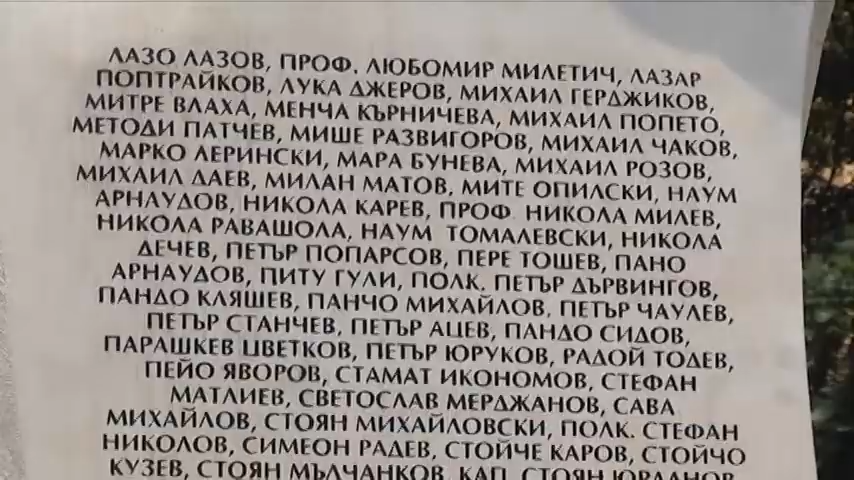 ЛАЗО ЛАЗОВ, ПРОФ. ЛЮБОМИР МИЛЕТИЧ, ЛАЗАР
ПОПТРАЙКОВ, ЛУКА ДЖЕРОВ, МИХАИЛ ГЕРДЖИКОВ,
МИТРЕ ВЛАХА, МЕНЧА КЪРНИЧЕВА, МИХАИЛ ПОПЕТО,
МЕТОДИ ПАТЧЕВ, МИШЕ РАЗВИГОРОВ, МИХАИЛ ЧАКОВ,
МАРКО ЛЕРИНСКИ, МАРА БУНЕВА, МИХАИЛ РОЗОВ,
МИХАИЛ ДАЕВ, МИЛАН МАТОВ, МИТЕ ОПИЛСКИ, НАУМ
АРНАУДОВ, НИКОЛА КАРЕВ, ПРОФ. НИКОЛА МИЛЕВ,
НИКОЛА РАВАШОЛА, НАУМ ТОМАЛЕВСКИ, НИКОЛА
ДЕЧЕВ, ПЕТЪР ПОПАРСОВ, ПЕРЕ ТОШЕВ, ПАНО
АРНАУДОВ, ПИТУ ГУЛИ, ПОЛК. ПЕТЪР ДЪРВИНГОВ,
ПАНДО КЛЯШЕВ, ПАНЧО МИХАЙЛОВ, ПЕТЪР ЧАУЛЕВ,
ПЕТЪР СТАНЧЕВ, ПЕТЪР АЦЕВ, ПАНДО СИДОВ,
ПАРАШКЕВ ЦВЕТКОВ, ПЕТЪР ЮРУКОВ, РАДОЙ ТОДЕВ,
ПЕЙО ЯВОРОВ, СТАМАТ ИКОНОМОВ, СТЕФАН
МАТЛИЕВ, СВЕТОСЛАВ МЕРДЖАНОВ, САВА
МИХАЙЛОВ, СТОЯН МИХАЙЛОВСКИ, ПОЛК. СТЕФАН
НИКОЛОВ, СИМЕОН РАДЕВ, СТОЙЧЕ КАРОВ, СТОЙЧО
КУЗЕВ, СТОЯН МЪЛЧАНКОВ, КАП. СТОЯН ЮРДАНОВ